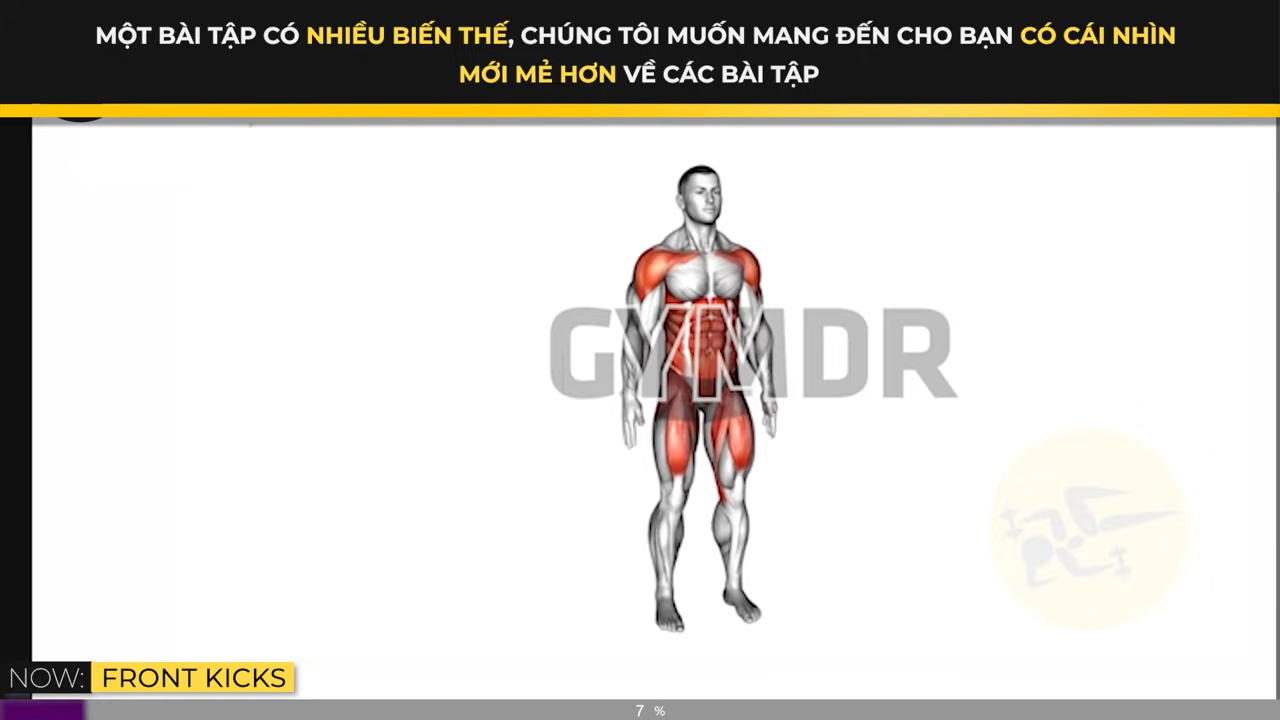 MỘT BÀI TẬP CÓ NHIỀU BIẾN THẾ, CHÚNG TÔI MUỐN MANG ĐẾN CHO BẠN CÓ CÁI NHÌN
MỚI MẺ HƠN VỀ CÁC BÀI TẬP
GYMDR
NOW: FRONT KICKS
7 %